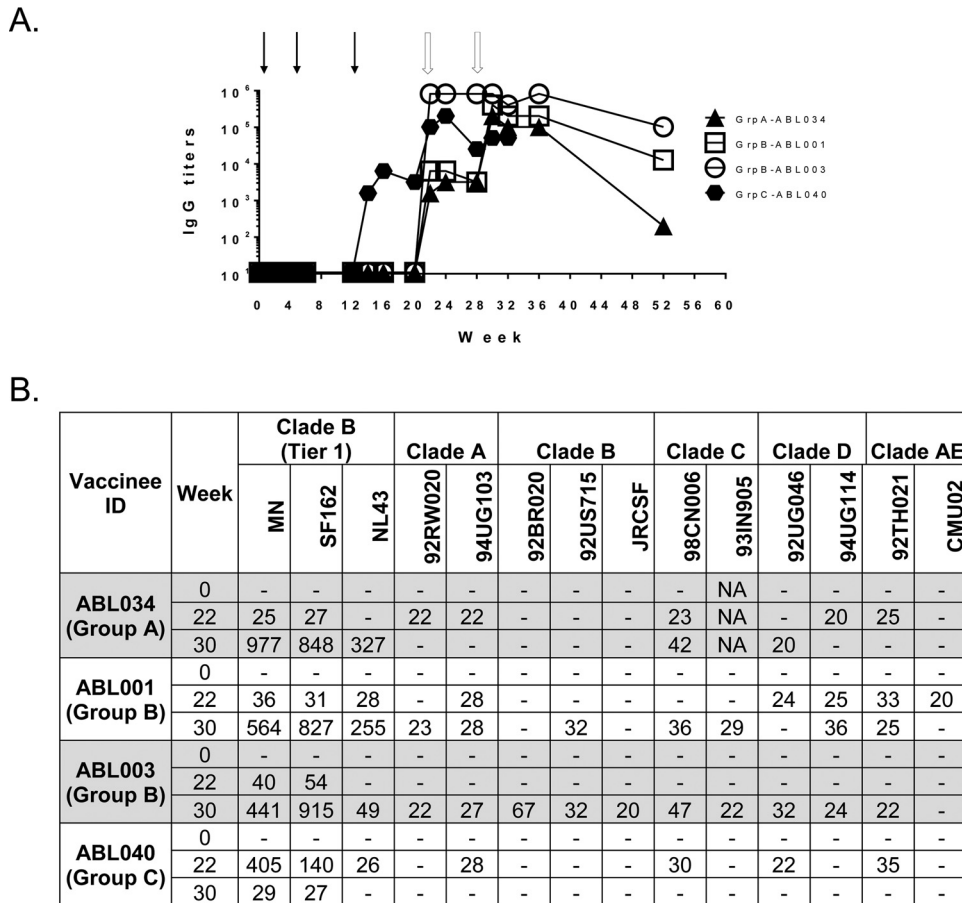 A.
IgG titers
10⁶
10⁵
10⁴
10³
10²
10¹
0 4 8 12 16 20 24 28 32 36 40 44 48 52 56 60
Week
GrpA-ABL034
GrpB-ABL001
GrpB-ABL003
GrpC-ABL040
B.
Vaccinee ID Week Clade B (Tier 1) Clade A Clade B Clade C Clade D Clade AE
MN SF162 NL43 92RW020 94UG103 92BR020 92US715 JRCSF 98CN006 93IN905 92UG046 94UG114 92TH021 CMU02
ABL034 (Group A)
0 - - - - - - - - - NA - - - -
22 25 27 - 22 22 - - - 23 NA - 20 25 -
30 977 848 327 - - - - - 42 NA 20 - - -
ABL001 (Group B)
0 - - - - - - - - - - - - - -
22 36 31 28 - 28 - - - - - 24 25 33 20
30 564 827 255 23 28 - 32 - 36 29 - 36 25 -
ABL003 (Group B)
0 - - - - - - - - - - - - - -
22 40 54 - - - - - - - - - - - -
30 441 915 49 22 27 67 32 20 47 22 32 24 22 -
ABL040 (Group C)
0 - - - - - - - - - - - - - -
22 405 140 26 - 28 - - - 30 - 22 - 35 -
30 29 27 - - - - - - - - - - - -